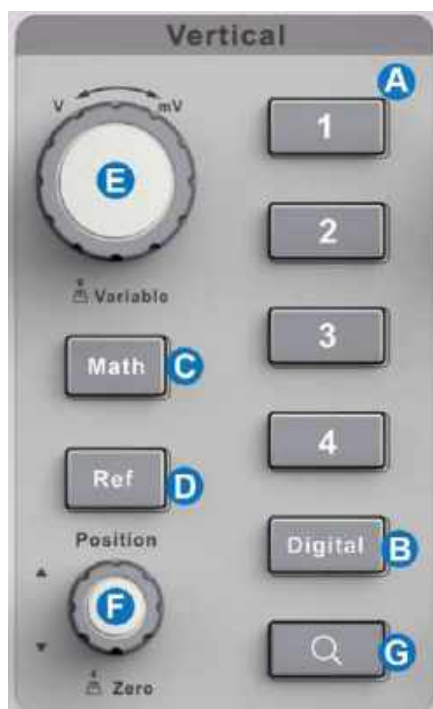 Vertical
A
V mV
1
E
2
Variable
3
Math
C
4
Ref
D
Position
Digital
B
F
G
Zero